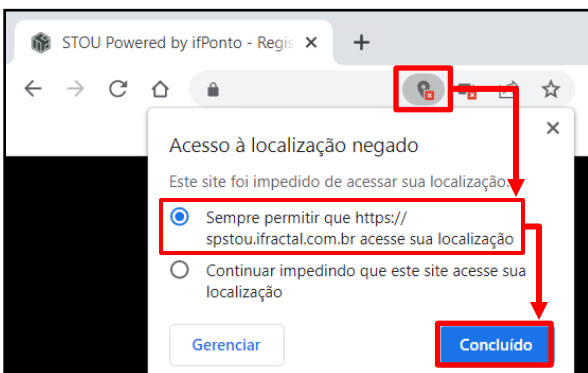 STOU Powered by ifPonto - Regis
Acesso à localização negado
Este site foi impedido de acessar sua localização.
Sempre permitir que https://
spstou.ifractal.com.br acesse sua localização
Continuar impedindo que este site acesse sua
localização
Gerenciar
Concluído